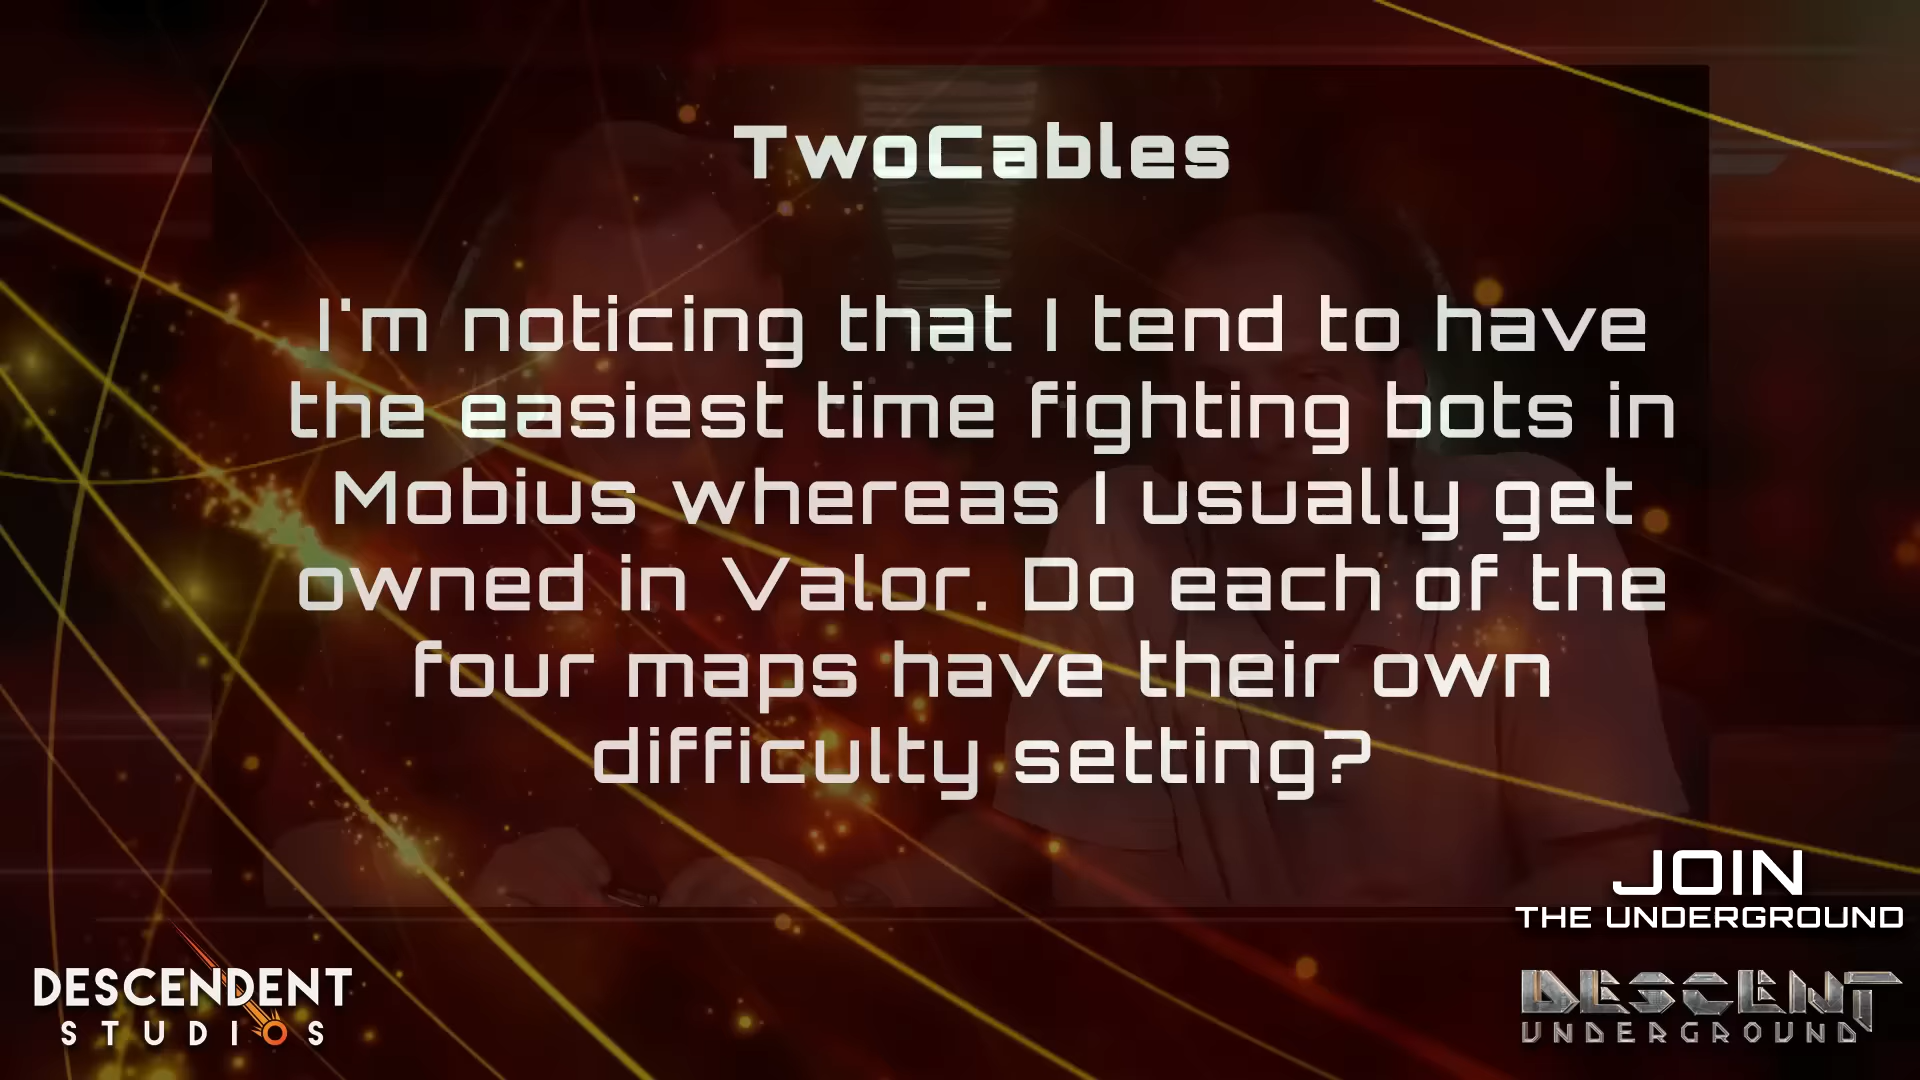 TwoCables
I'm noticing that I tend to have
the easiest time fighting bots in
Mobius whereas I usually get
owned in Valor. Do each of the
four maps have their own
difficulty setting?
JOIN
THE UNDERGROUND
DESCENDENT
STUDIOS
DESCENT
UNDERGROUND